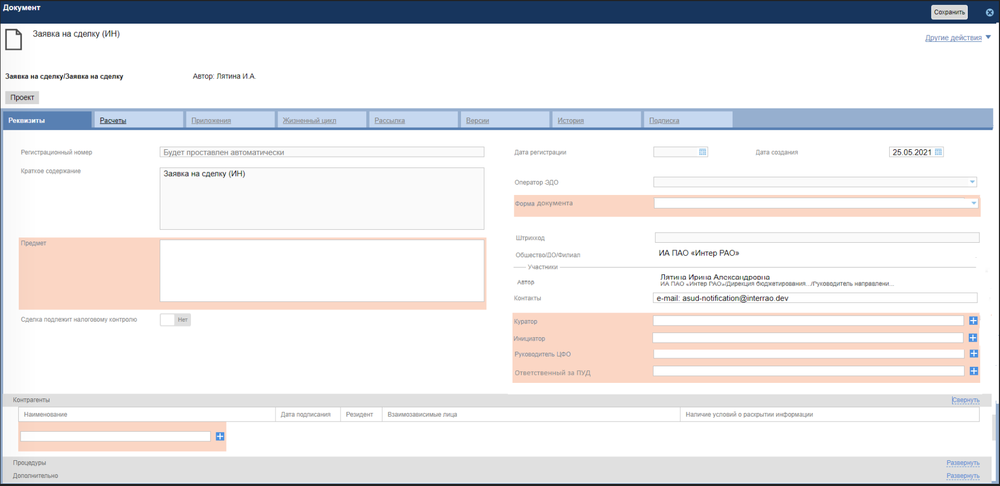 Документ
Сохранить
Заявка на сделку (ИН)
Другие действия
Заявка на сделку/Заявка на сделку
Автор: Лятина И.А.
Проект
Реквизиты
Расчеты
Приложения
Жизненный цикл
Рассылка
Версии
История
Подписка
Регистрационный номер
Будет проставлен автоматически
Краткое содержание
Заявка на сделку (ИН)
Предмет
Сделка подлежит налоговому контролю
Нет
Дата регистрации
Дата создания
25.05.2021
Оператор ЭДО
Форма документа
Штрихкод
Общество/ДО/Филиал
ИА ПАО «Интер РАО»
Участники
Автор
Лятина Ирина Александровна
ИА ПАО «Интер РАО»/Дирекция бюджетирования.../Руководитель направлени...
Контакты
e-mail: asud-notification@interrao.dev
Куратор
Инициатор
Руководитель ЦФО
Ответственный за ПУД
Контрагенты
Свернуть
Наименование
Дата подписания
Резидент
Взаимозависимые лица
Наличие условий о раскрытии информации
Процедуры
Развернуть
Дополнительно
Развернуть